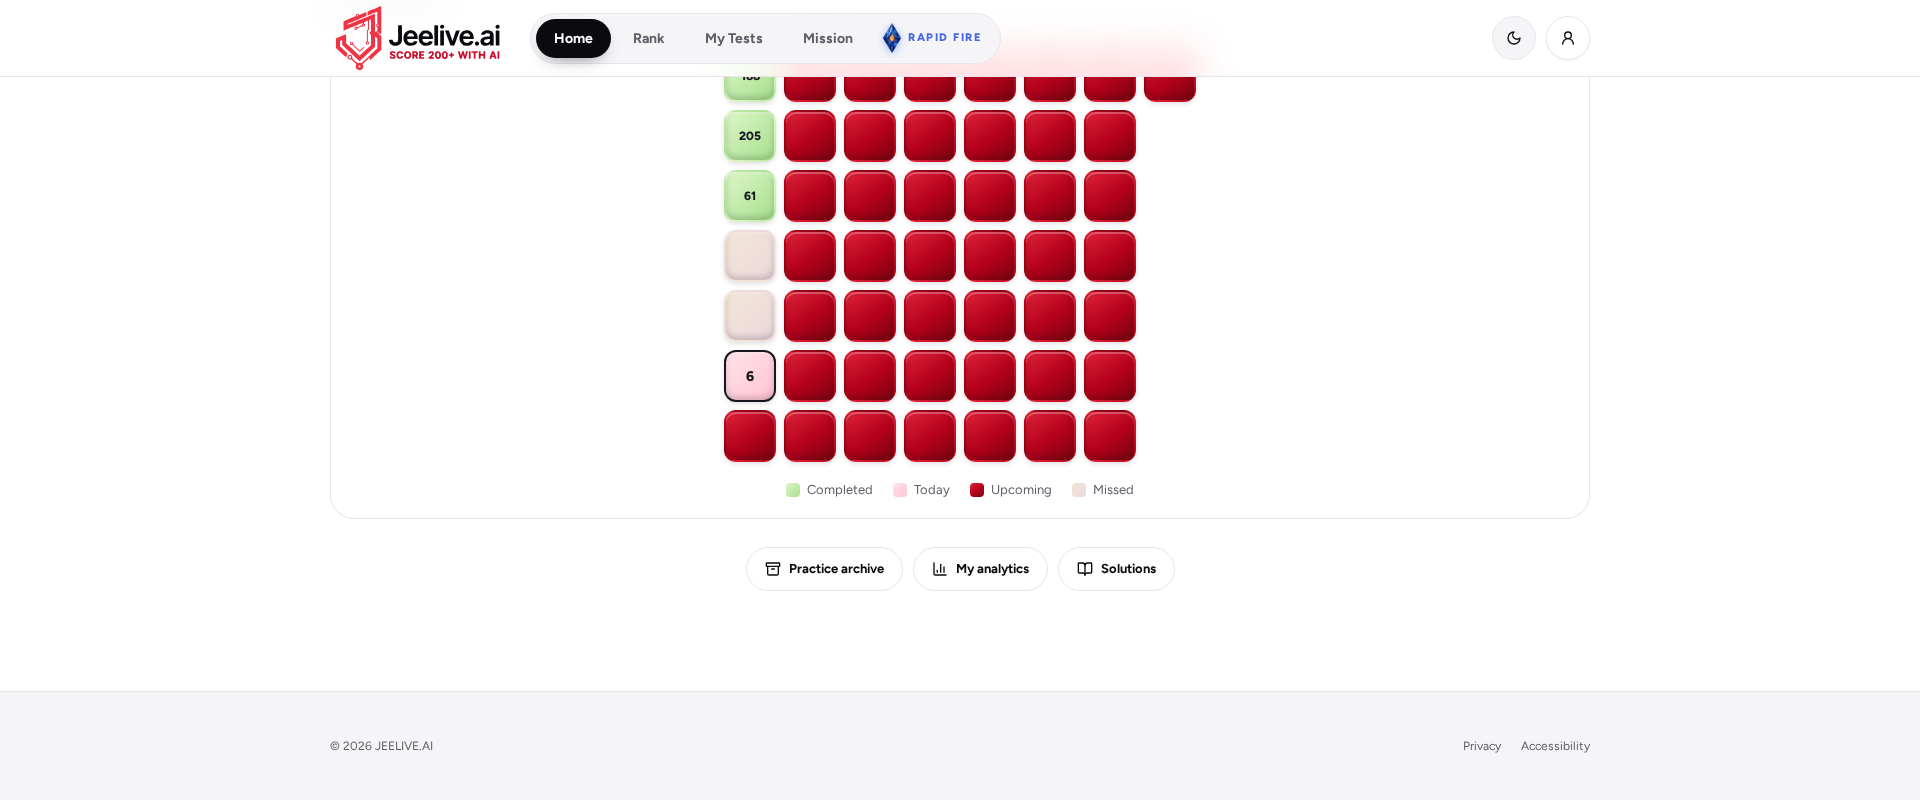 Jeelive.ai
SCORE 200+ WITH AI
Home
Rank
My Tests
Mission
RAPID FIRE
205
61
6
Completed
Today
Upcoming
Missed
Practice archive
My analytics
Solutions
© 2026 JEELIVE.AI
Privacy
Accessibility